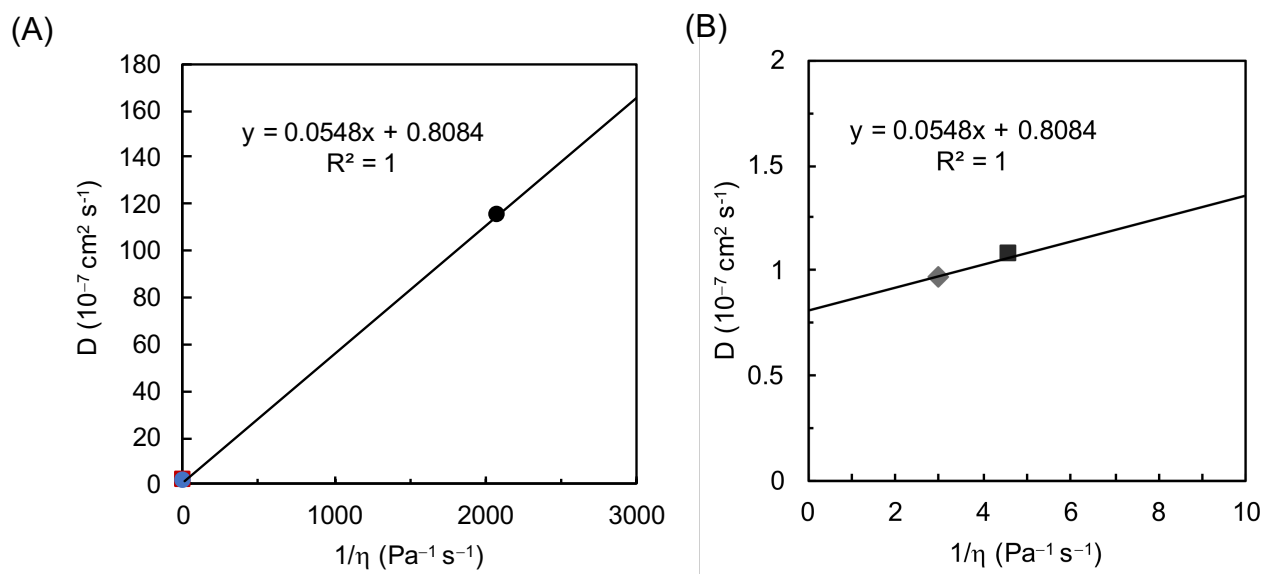 (A)
180
160
140
120
100
80
60
40
20
0
D (10⁻⁷ cm² s⁻¹)
y = 0.0548x + 0.8084
R² = 1
0 1000 2000 3000
1/η (Pa⁻¹ s⁻¹)
(B)
2
1.5
1
0.5
0
D (10⁻⁷ cm² s⁻¹)
y = 0.0548x + 0.8084
R² = 1
0 2 4 6 8 10
1/η (Pa⁻¹ s⁻¹)